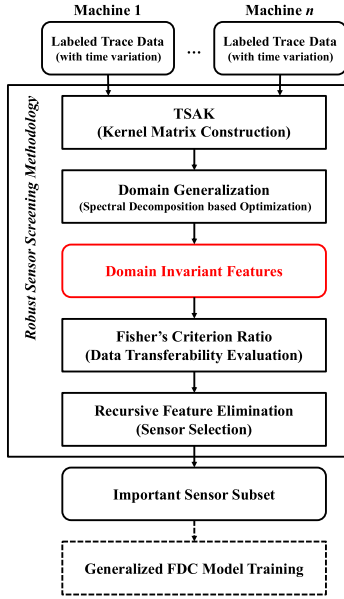 Machine 1
Machine n
Labeled Trace Data
(with time variation)
...
Labeled Trace Data
(with time variation)
Robust Sensor Screening Methodology
TSAK
(Kernel Matrix Construction)
Domain Generalization
(Spectral Decomposition based Optimization)
Domain Invariant Features
Fisher's Criterion Ratio
(Data Transferability Evaluation)
Recursive Feature Elimination
(Sensor Selection)
Important Sensor Subset
Generalized FDC Model Training